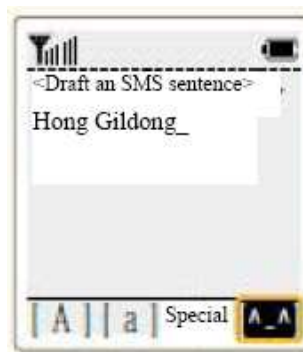 <Draft an SMS sentence>
Hong Gildong_
[ A ] [ a ] Special ^_^